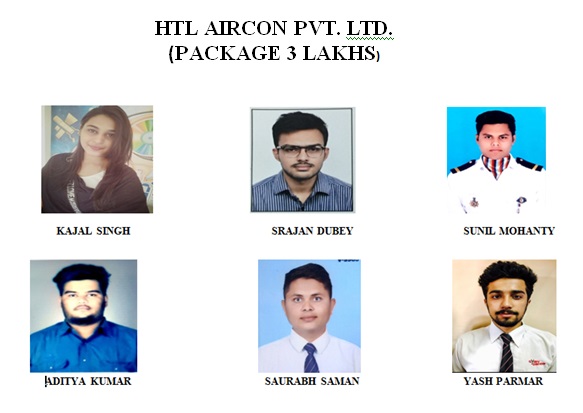 HTL AIRCON PVT. LTD.
(PACKAGE 3 LAKHS)
KAJAL SINGH
SRAJAN DUBEY
SUNIL MOHANTY
ADITYA KUMAR
SAURABH SAMAN
YASH PARMAR